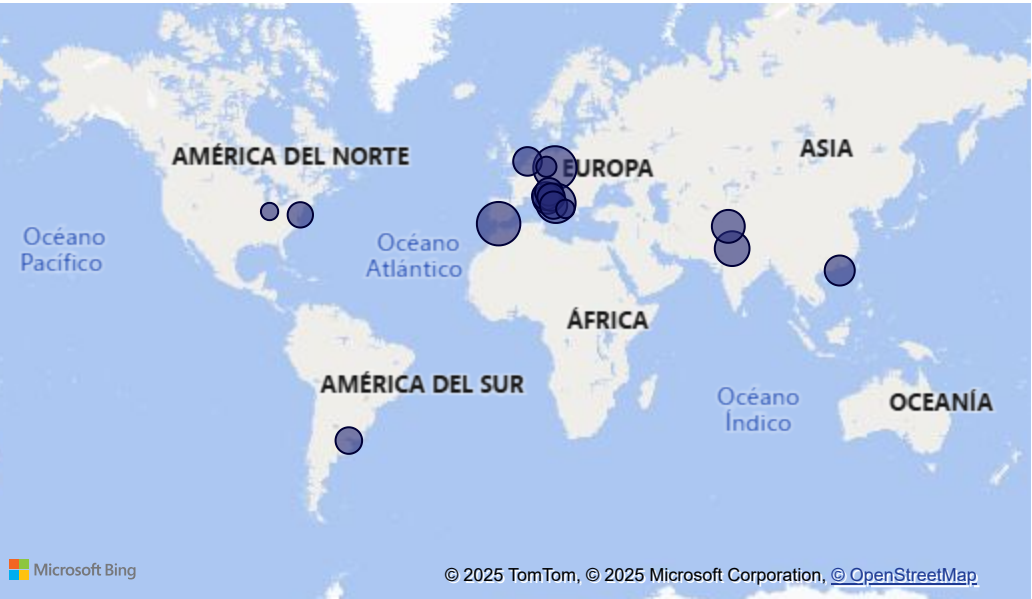 AMÉRICA DEL NORTE
ASIA
EUROPA
Océano
Pacífico
Océano
Atlántico
ÁFRICA
AMÉRICA DEL SUR
Océano
Índico
OCEANÍA
Microsoft Bing
© 2025 TomTom, © 2025 Microsoft Corporation, © OpenStreetMap